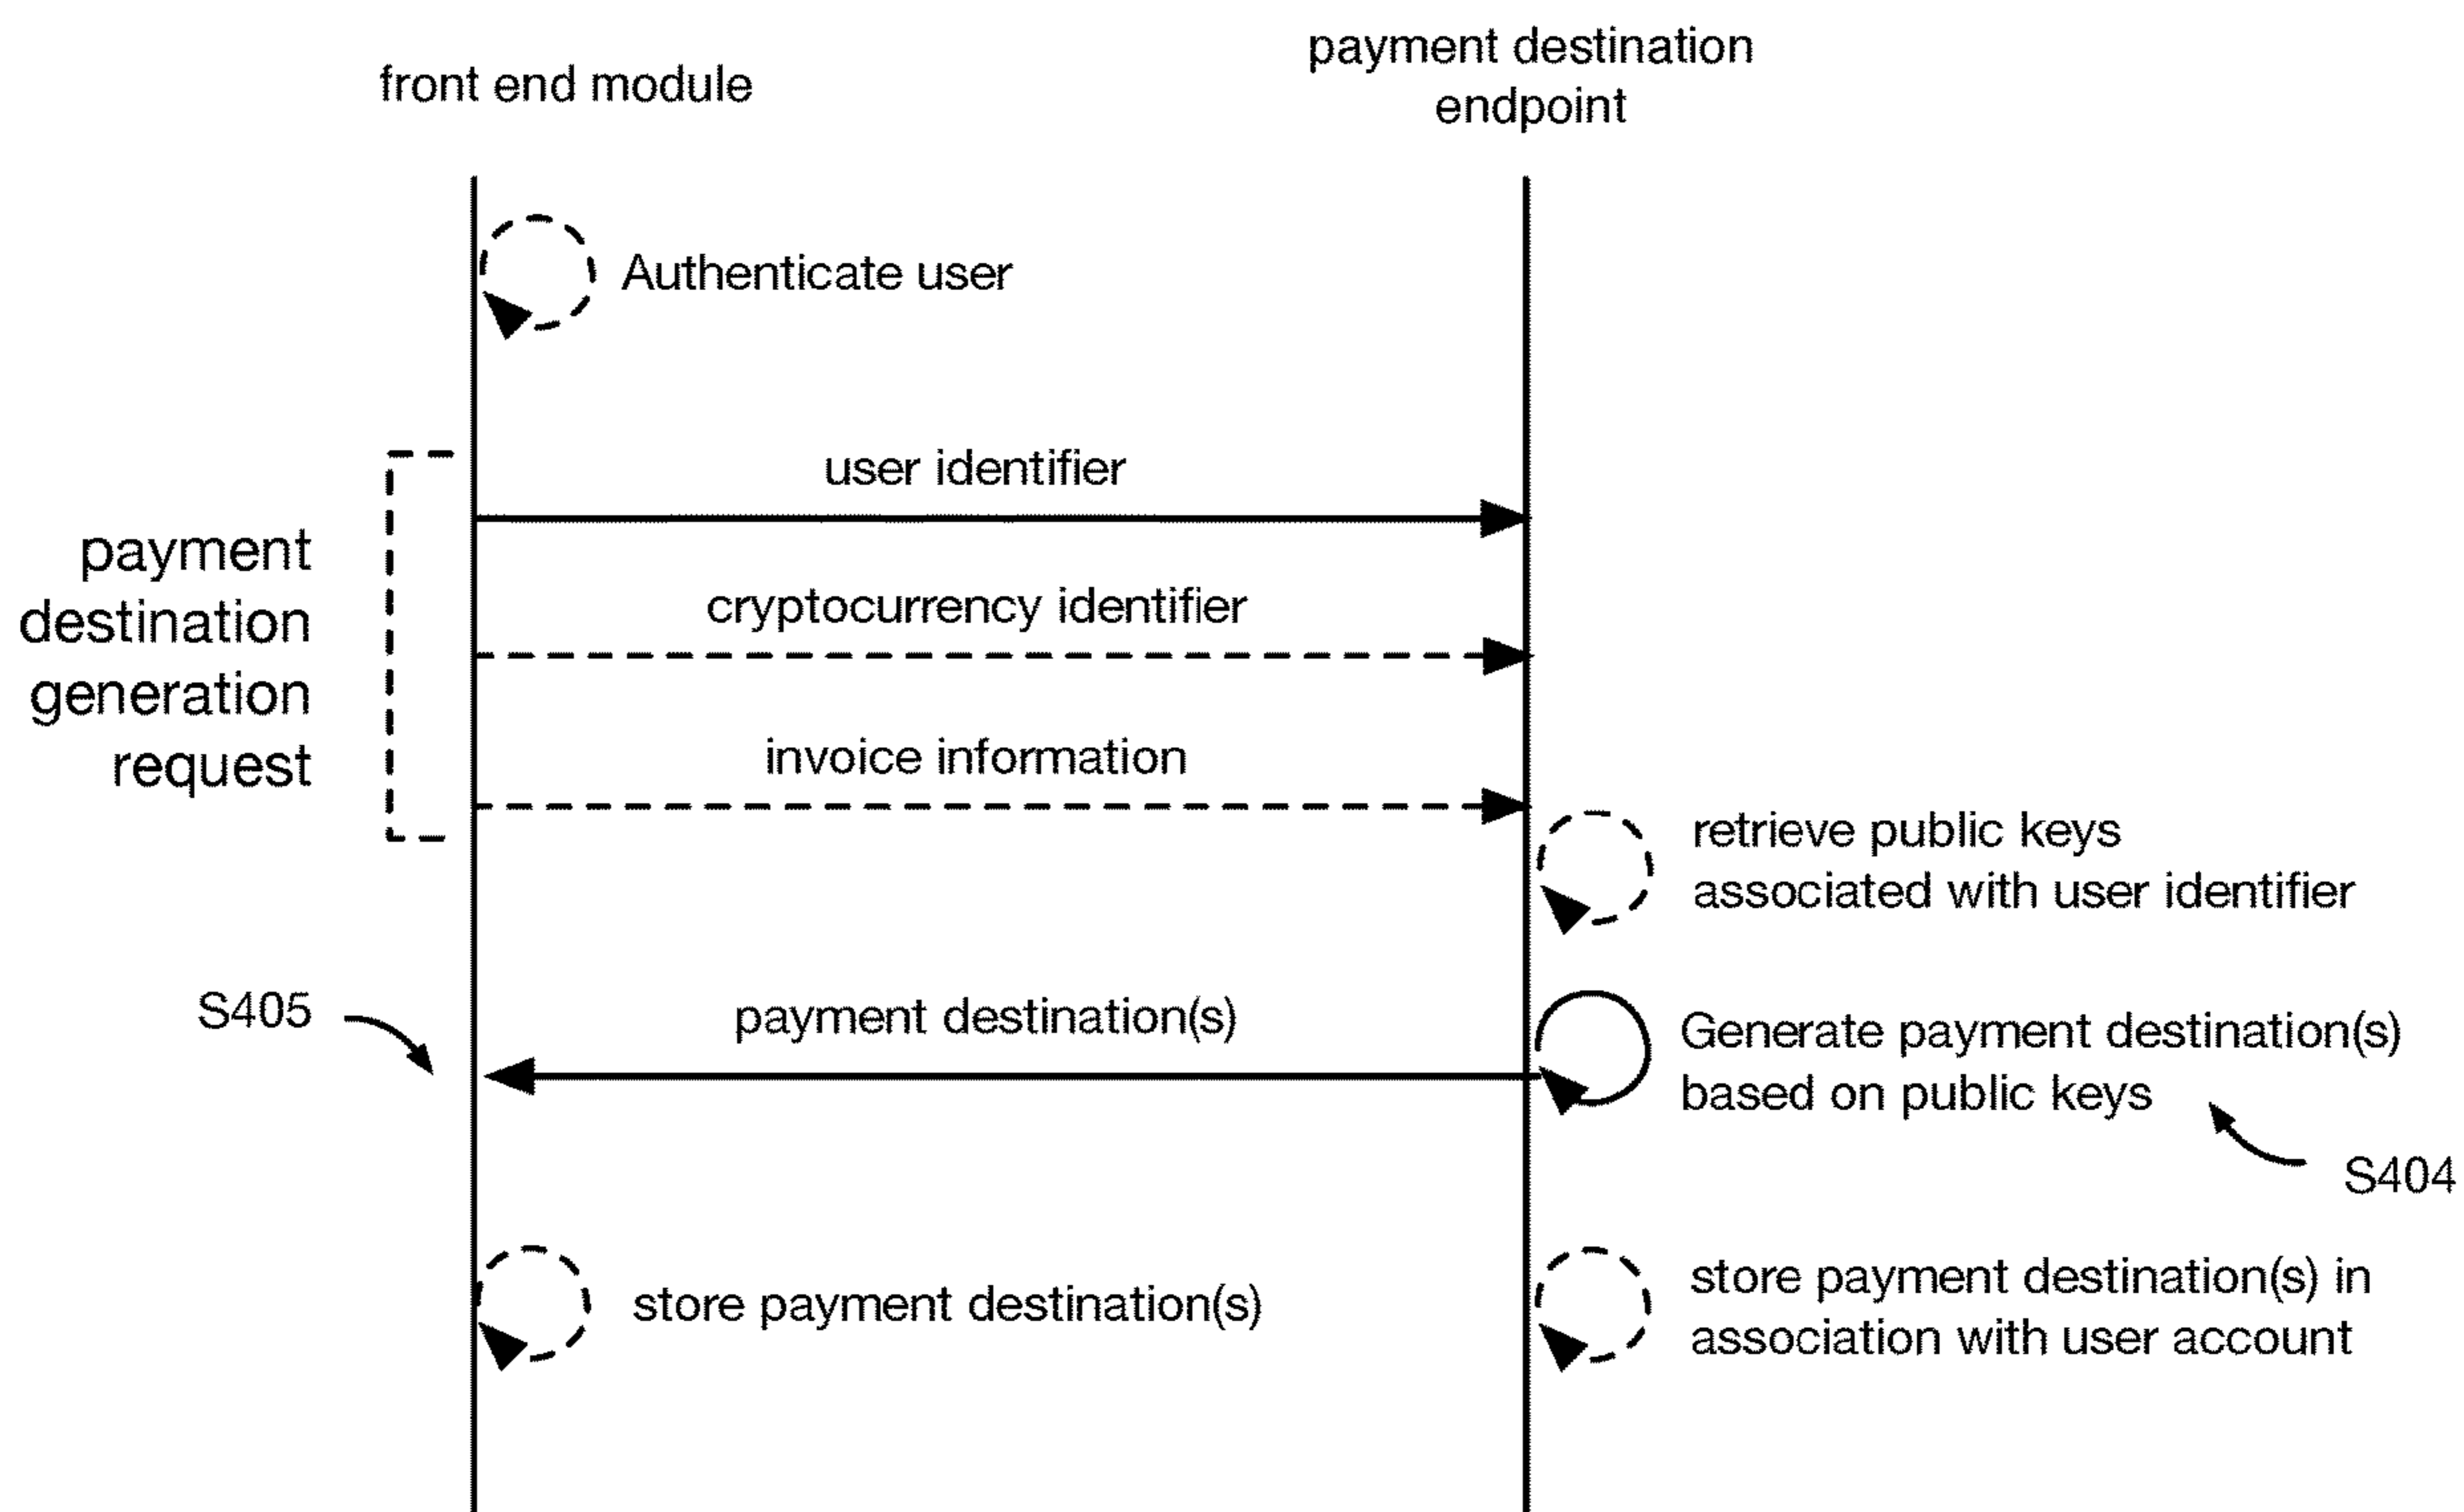 front end module
payment destination
endpoint
Authenticate user
user identifier
payment
destination
generation
request
cryptocurrency identifier
invoice information
retrieve public keys
associated with user identifier
S405
payment destination(s)
Generate payment destination(s)
based on public keys
S404
store payment destination(s)
store payment destination(s) in
association with user account